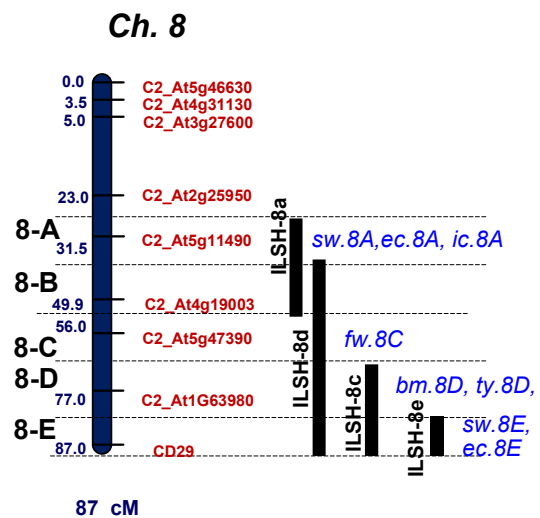 Ch. 8
0.0 C2_At5g46630
3.5 C2_At4g31130
5.0 C2_At3g27600
23.0 C2_At2g25950
8-A
31.5 C2_At5g11490
ILSH-8a
sw.8A,ec.8A, ic.8A
8-B
49.9 C2_At4g19003
56.0 C2_At5g47390
8-C
ILSH-8d
fw.8C
8-D
77.0 C2_At1G63980
ILSH-8c
bm.8D, ty.8D,
8-E
87.0 CD29
ILSH-8e
sw.8E,
ec.8E
87 cM